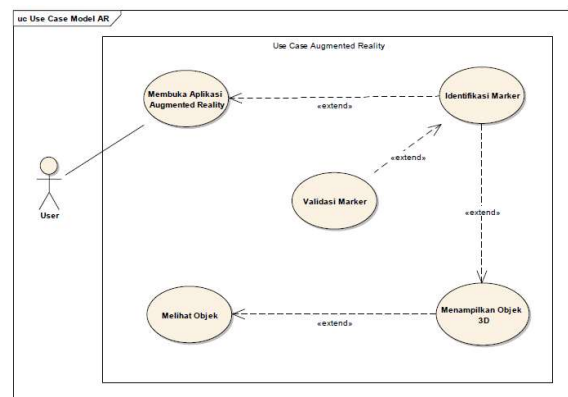 uc Use Case Model AR
Use Case Augmented Reality
Membuka Aplikasi
Augmented Reality)
Identifikasi Marker
«extend»
«extend»
Validasi Marker
User
«extend»
Melihat Objek
Menampilkan Objek
3D
«extend»